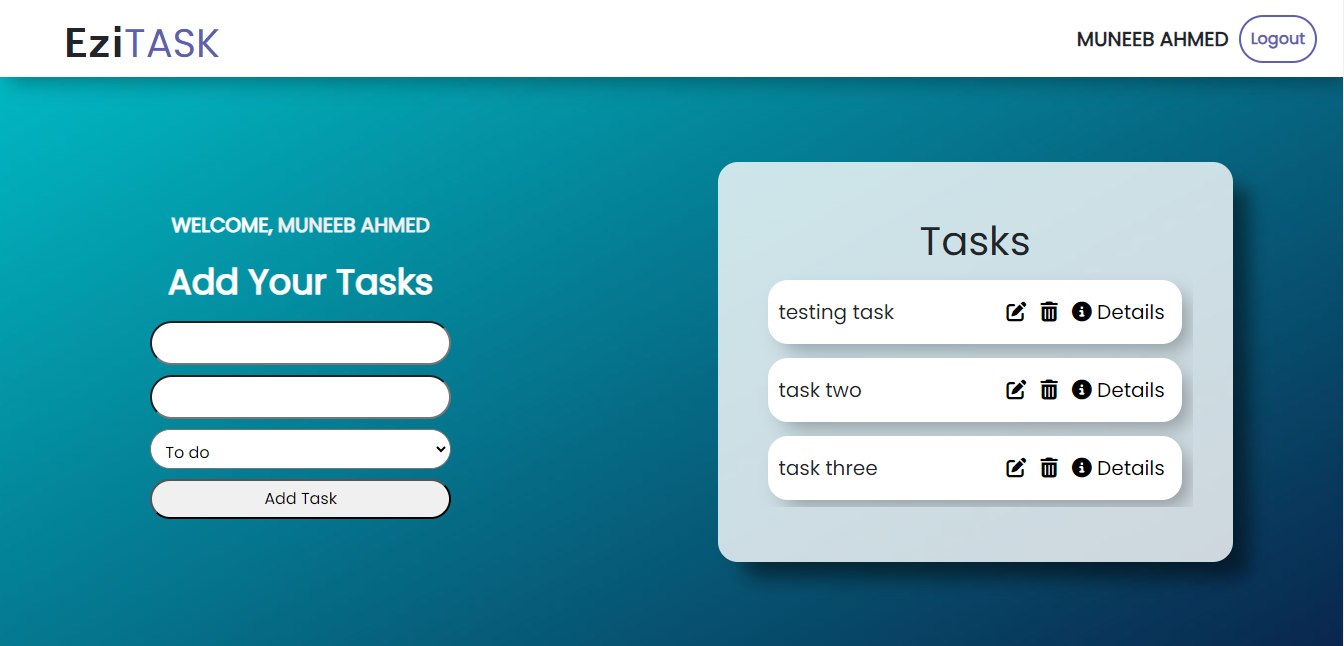 EziTASK
MUNEEB AHMED
Logout
WELCOME, MUNEEB AHMED
Add Your Tasks
To do
Add Task
Tasks
testing task Details
task two Details
task three Details